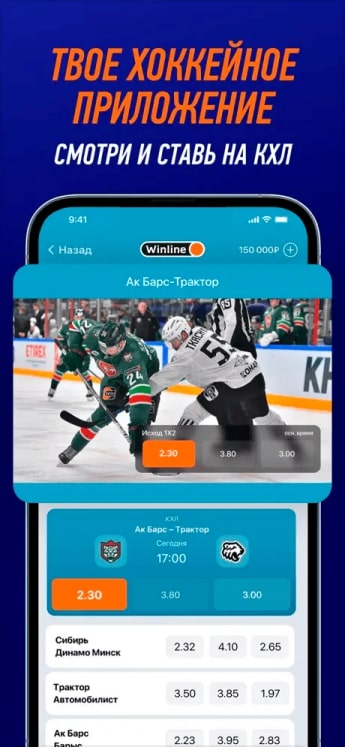 ТВОЕ ХОККЕЙНОЕ
ПРИЛОЖЕНИЕ
СМОТРИ И СТАВЬ НА КХЛ
9:41
Назад
Winline
150 000₽
Ак Барс-Трактор
ETIREX
24
Исход 1X2
осн. время
2.30
3.80
3.00
КХЛ
Ак Барс – Трактор
Сегодня
17:00
2.30
3.80
3.00
Сибирь
Динамо Минск
2.32
4.10
2.65
Трактор
Автомобилист
3.50
3.85
1.97
Ак Барс
Барыс
2.23
3.95
2.83